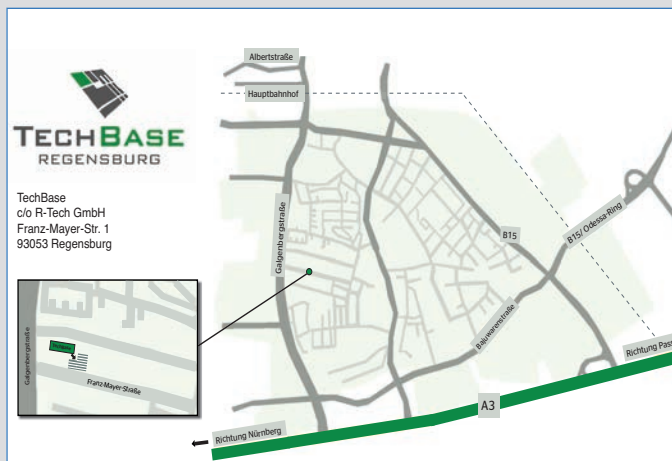 Albertstraße
Hauptbahnhof
TECHBASE
REGENSBURG
TechBase
c/o R-Tech GmbH
Franz-Mayer-Str. 1
93053 Regensburg
Galgenbergstraße
B15
B15/ Odessa-Ring
Bajuwarenstraße
Richtung Pass
A3
Richtung Nürnberg
Galgenbergstraße
Franz-Mayer-Straße